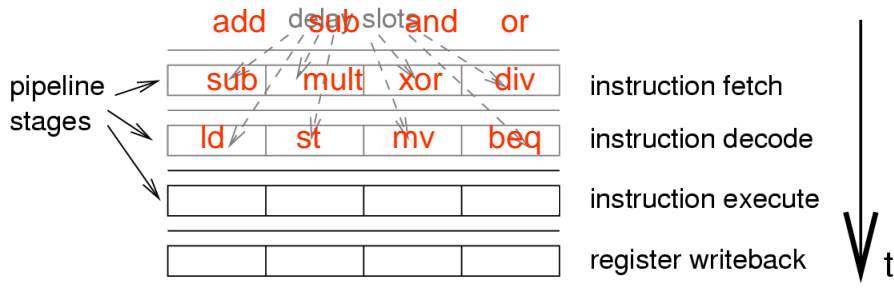 add sub and or
delay slots
pipeline stages
sub mult xor div instruction fetch
ld st mv beq instruction decode
instruction execute
register writeback
t